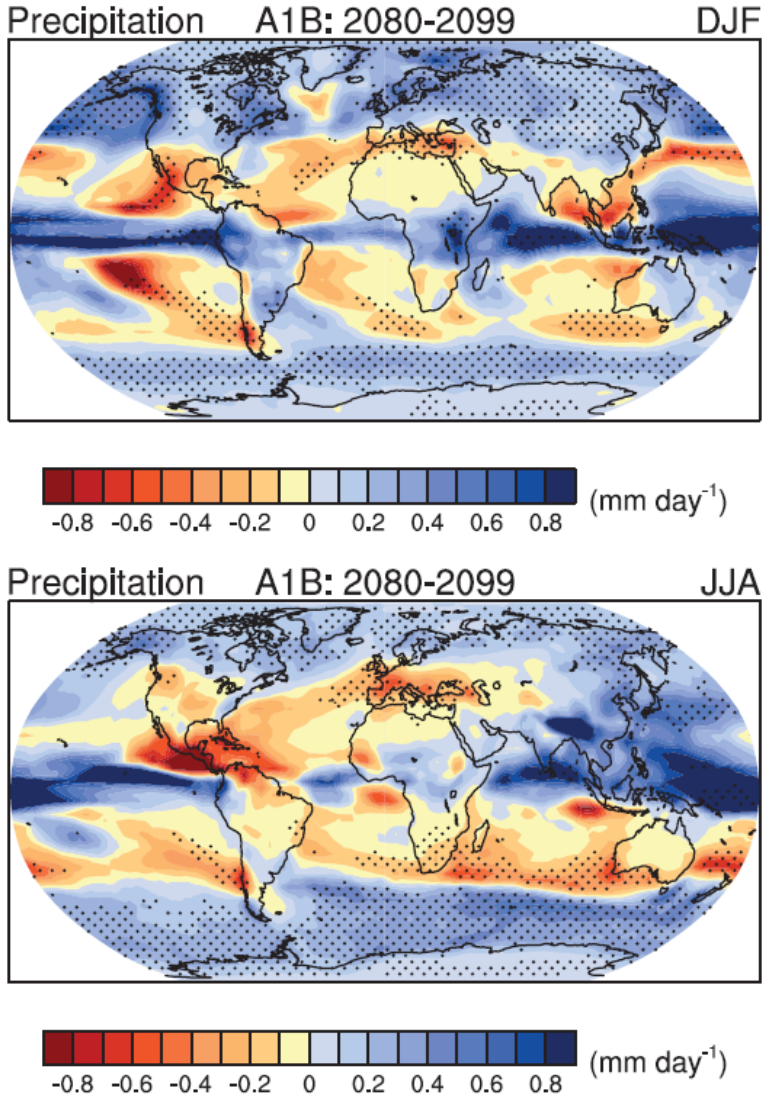 Precipitation A1B: 2080-2099 DJF
-0.8 -0.6 -0.4 -0.2 0 0.2 0.4 0.6 0.8 (mm day⁻¹)
Precipitation A1B: 2080-2099 JJA
-0.8 -0.6 -0.4 -0.2 0 0.2 0.4 0.6 0.8 (mm day⁻¹)